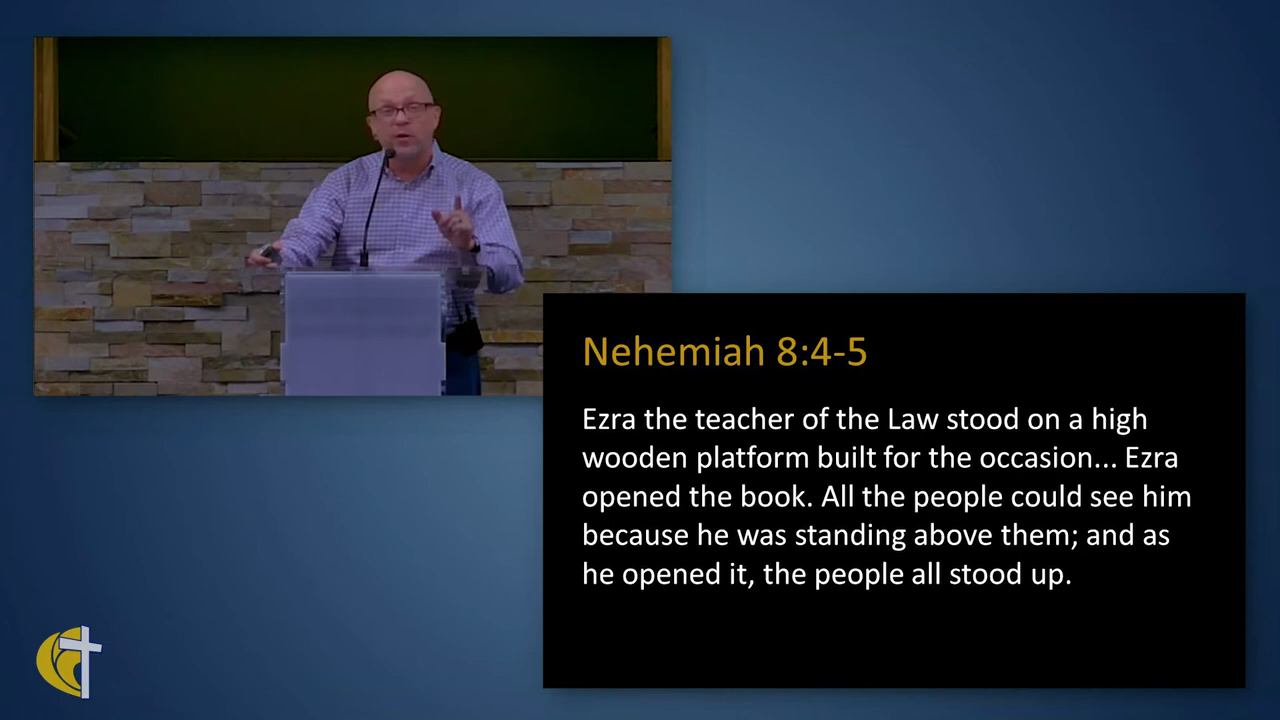 Nehemiah 8:4-5
Ezra the teacher of the Law stood on a high
wooden platform built for the occasion... Ezra
opened the book. All the people could see him
because he was standing above them; and as
he opened it, the people all stood up.